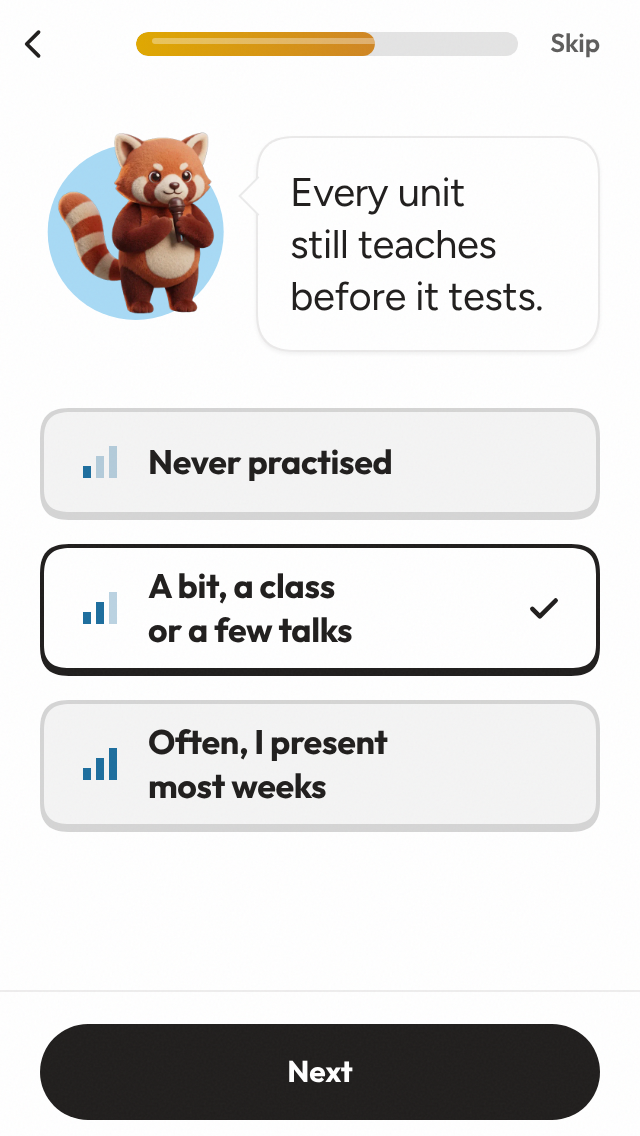 Skip
Every unit
still teaches
before it tests.
Never practised
A bit, a class
or a few talks
Often, I present
most weeks
Next